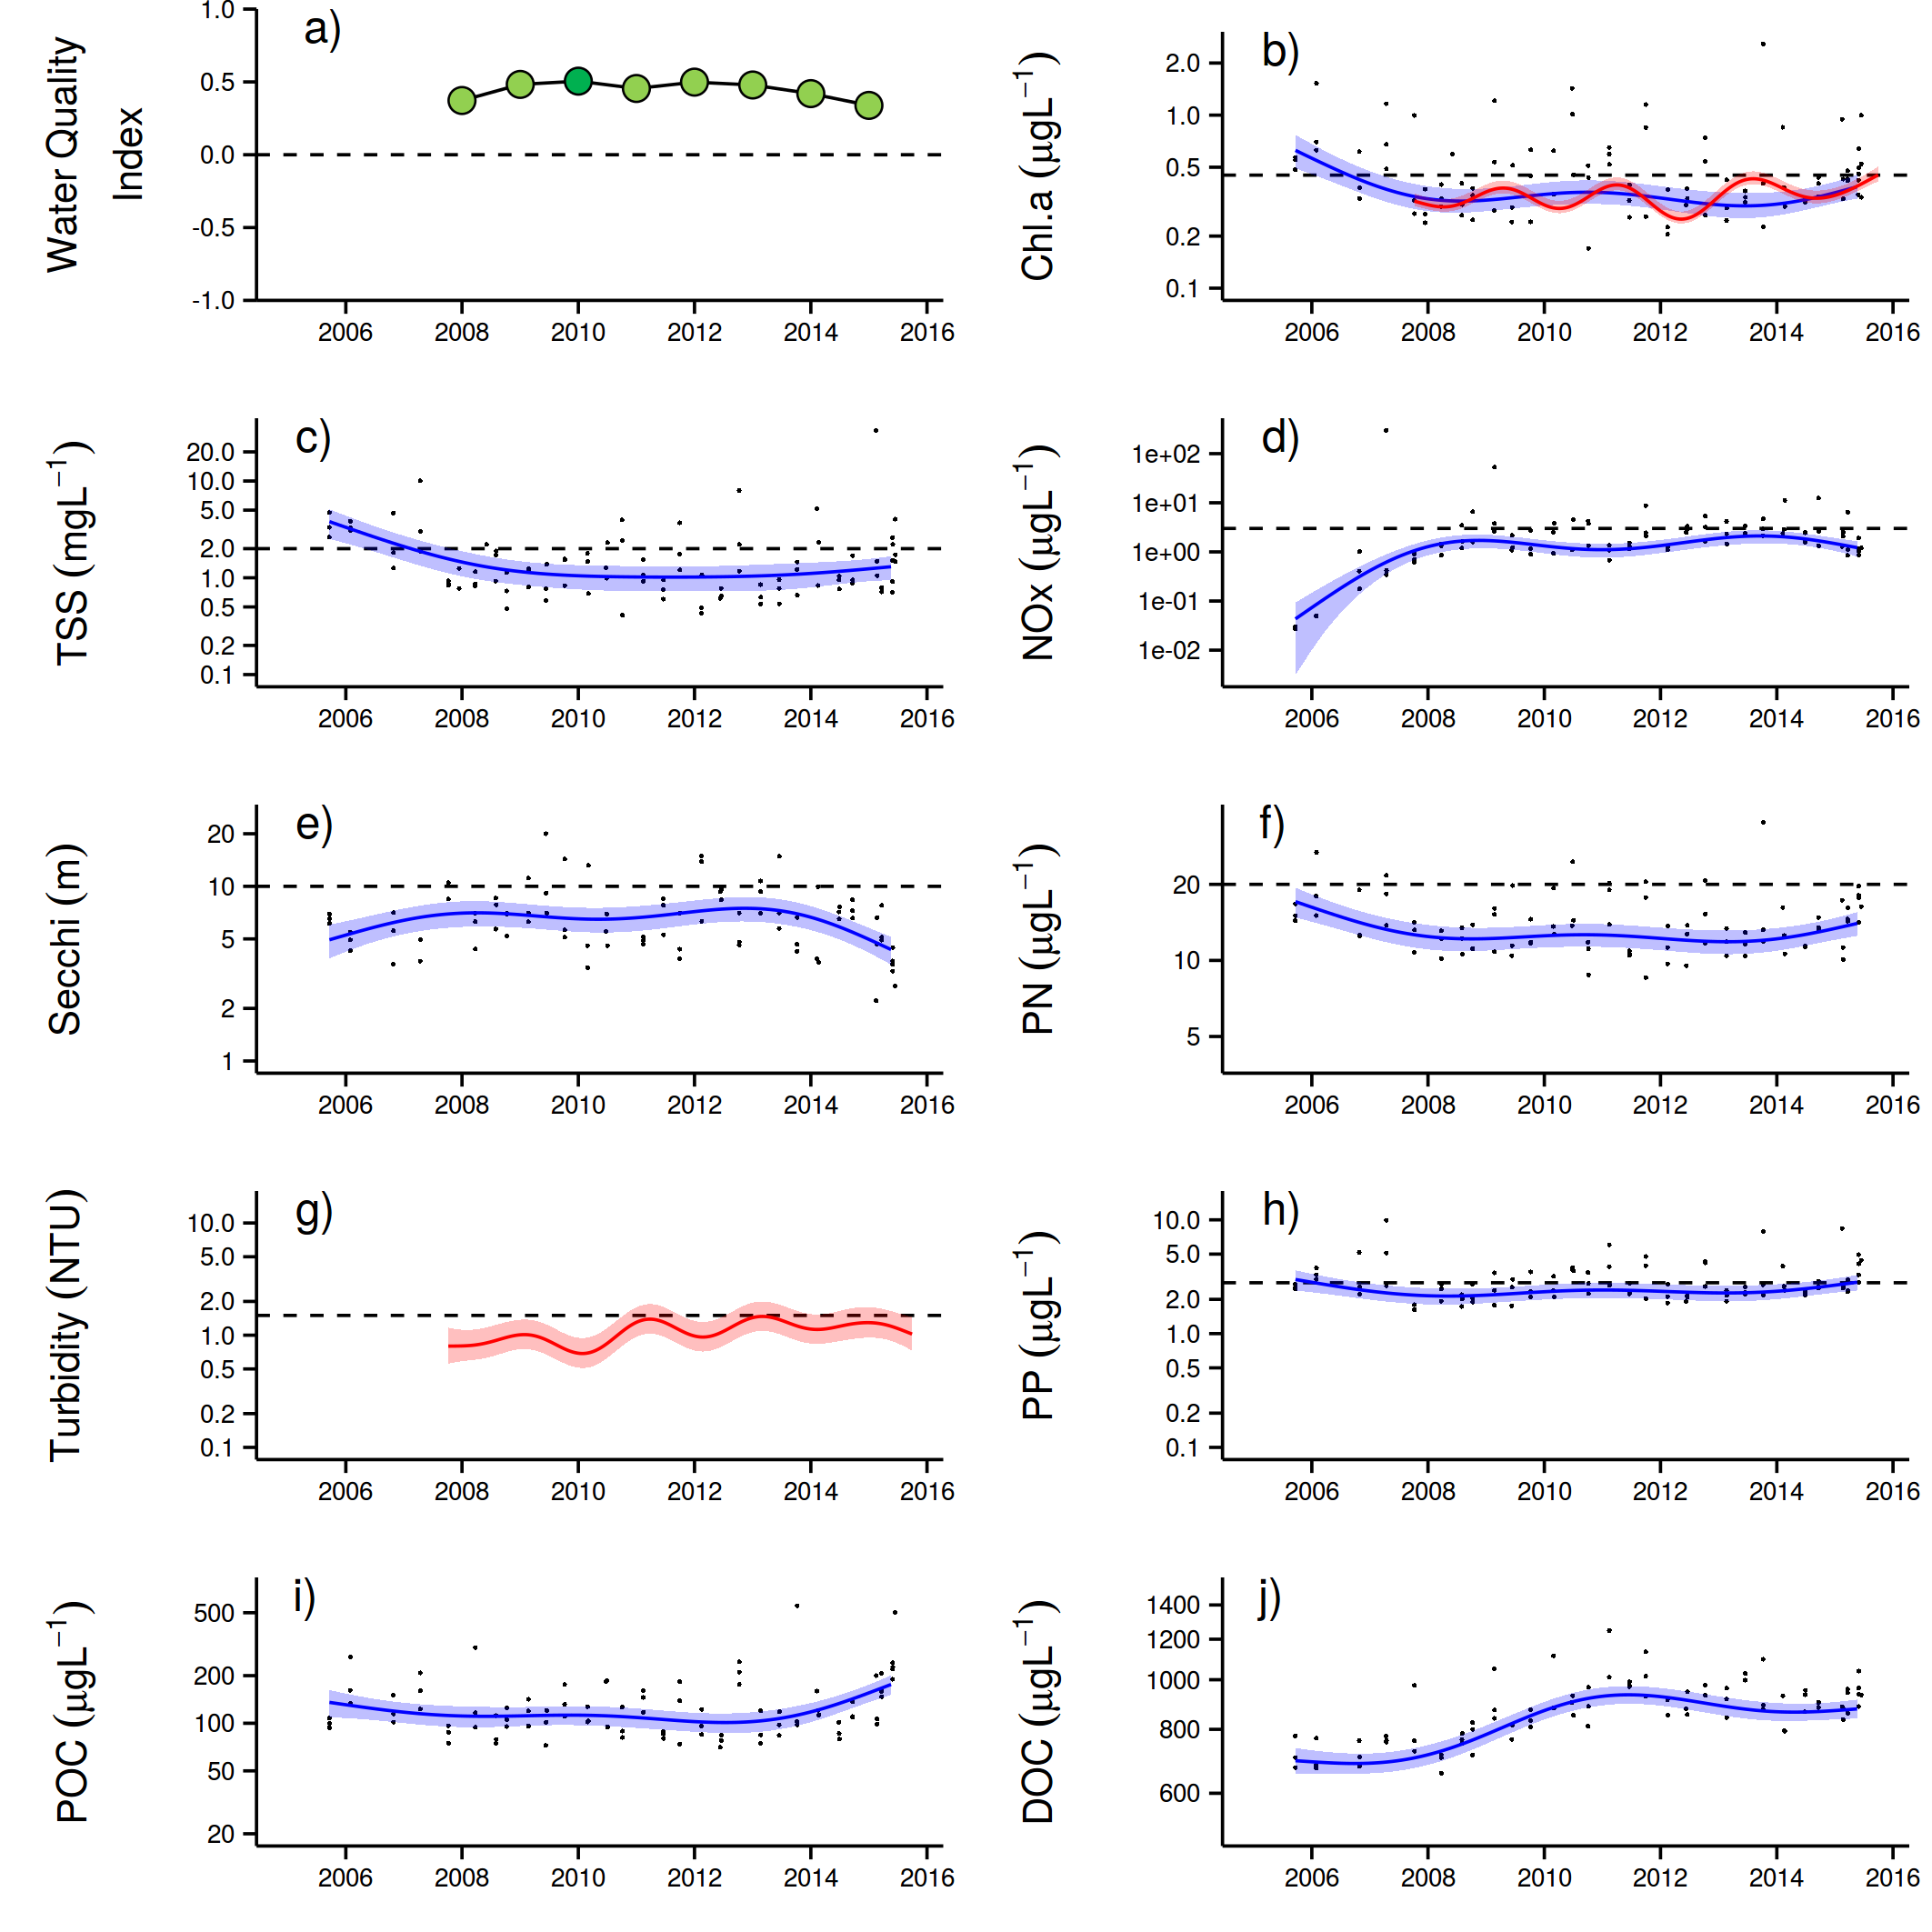 a)
Water Quality
Index
1.0
0.5
0.0
-0.5
-1.0
2006 2008 2010 2012 2014 2016
b)
Chl.a (μgL−1)
2.0
1.0
0.5
0.2
0.1
2006 2008 2010 2012 2014 2016
c)
TSS (mgL−1)
20.0
10.0
5.0
2.0
1.0
0.5
0.2
0.1
2006 2008 2010 2012 2014 2016
d)
NOx (μgL−1)
1e+02
1e+01
1e+00
1e-01
1e-02
2006 2008 2010 2012 2014 2016
e)
Secchi (m)
20
10
5
2
1
2006 2008 2010 2012 2014 2016
f)
PN (μgL−1)
20
10
5
2006 2008 2010 2012 2014 2016
g)
Turbidity (NTU)
10.0
5.0
2.0
1.0
0.5
0.2
0.1
2006 2008 2010 2012 2014 2016
h)
PP (μgL−1)
10.0
5.0
2.0
1.0
0.5
0.2
0.1
2006 2008 2010 2012 2014 2016
i)
POC (μgL−1)
500
200
100
50
20
2006 2008 2010 2012 2014 2016
j)
DOC (μgL−1)
1400
1200
1000
800
600
2006 2008 2010 2012 2014 2016